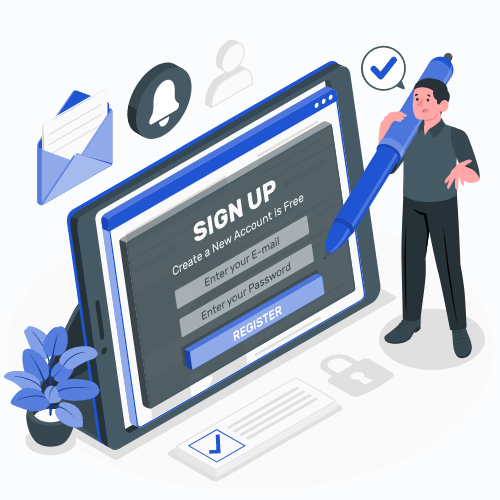 SIGN UP
Create a New Account is Free
Enter your E-mail
Enter your Password
REGISTER